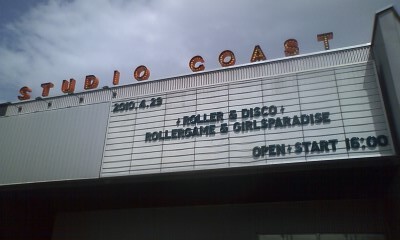 STUDIO COAST
2010.4.29
★ROLLER & DISCO★
ROLLERGAME & GIRLSPARADISE
OPEN★START 16:00